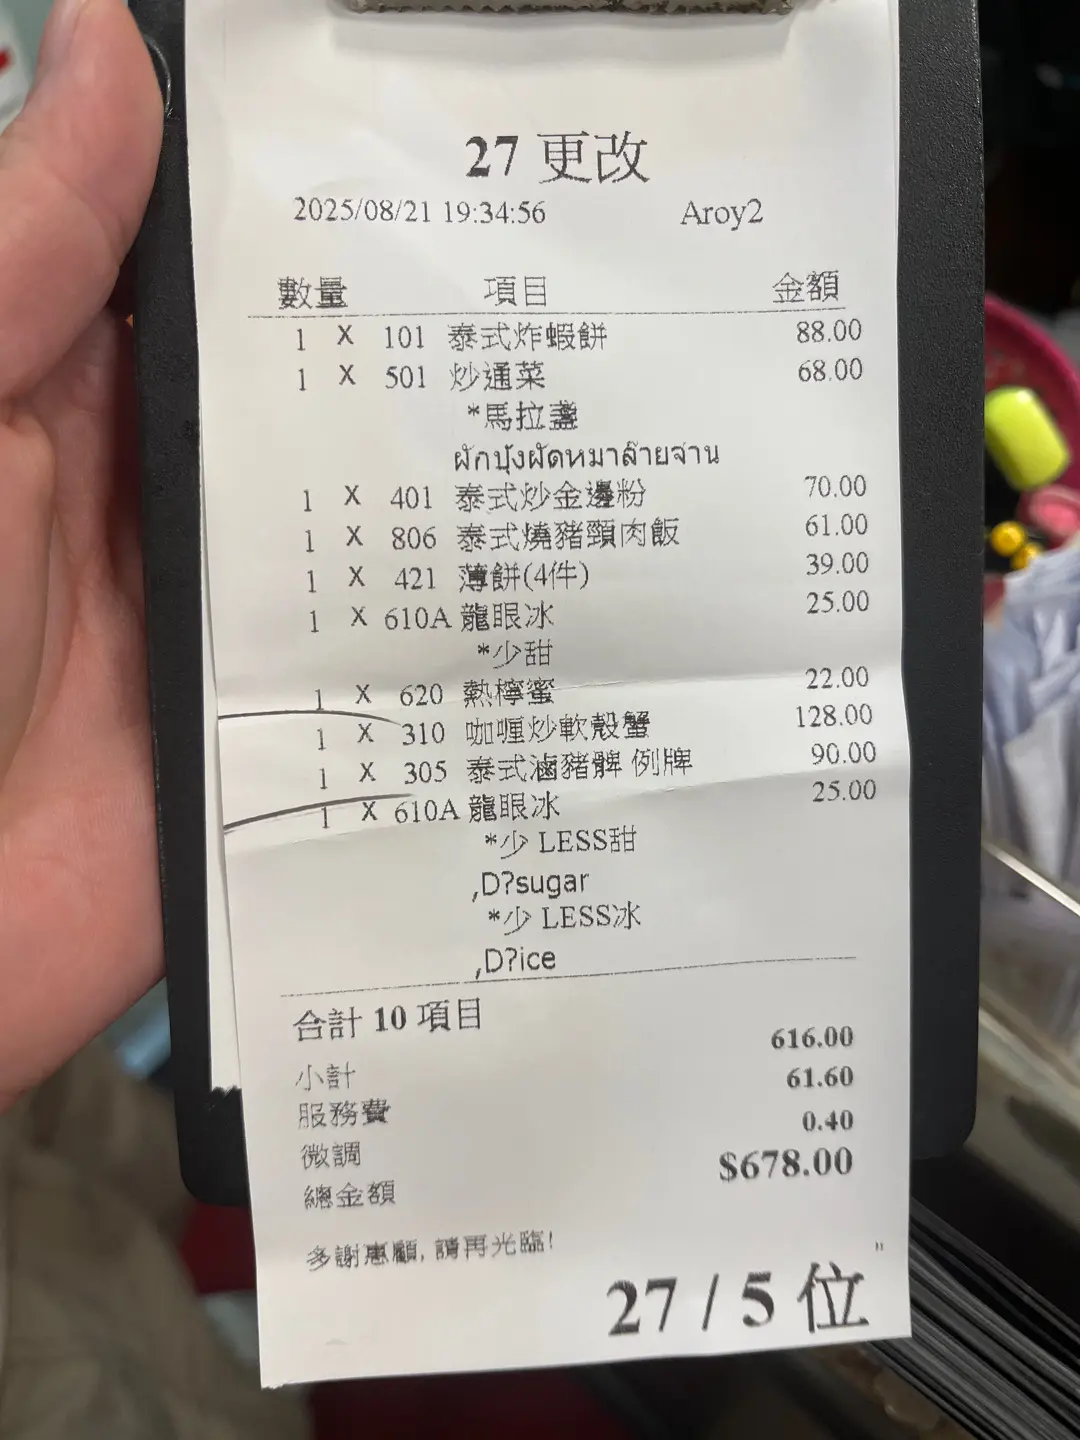 27 更改
2025/08/21 19:34:56 Aroy2
數量 項目 金額
1 X 101 泰式炸蝦餅 88.00
1 X 501 炒通菜 68.00
*馬拉盞
ผักบุ้งผัดหมาล๊ายจ่าน
1 X 401 泰式炒金邊粉 70.00
1 X 806 泰式燒豬頸肉飯 61.00
1 X 421 薄餅(4件) 39.00
1 X 610A 龍眼冰 25.00
*少甜
1 X 620 熱檸蜜 22.00
1 X 310 咖喱炒軟殼蟹 128.00
1 X 305 泰式滷豬髀 例牌 90.00
1 X 610A 龍眼冰 25.00
*少 LESS甜
,D?sugar
*少 LESS冰
,D?ice
合計 10 項目
小計 616.00
服務費 61.60
微調 0.40
總金額 $678.00
多謝惠顧, 請再光臨!
"
27 / 5 位